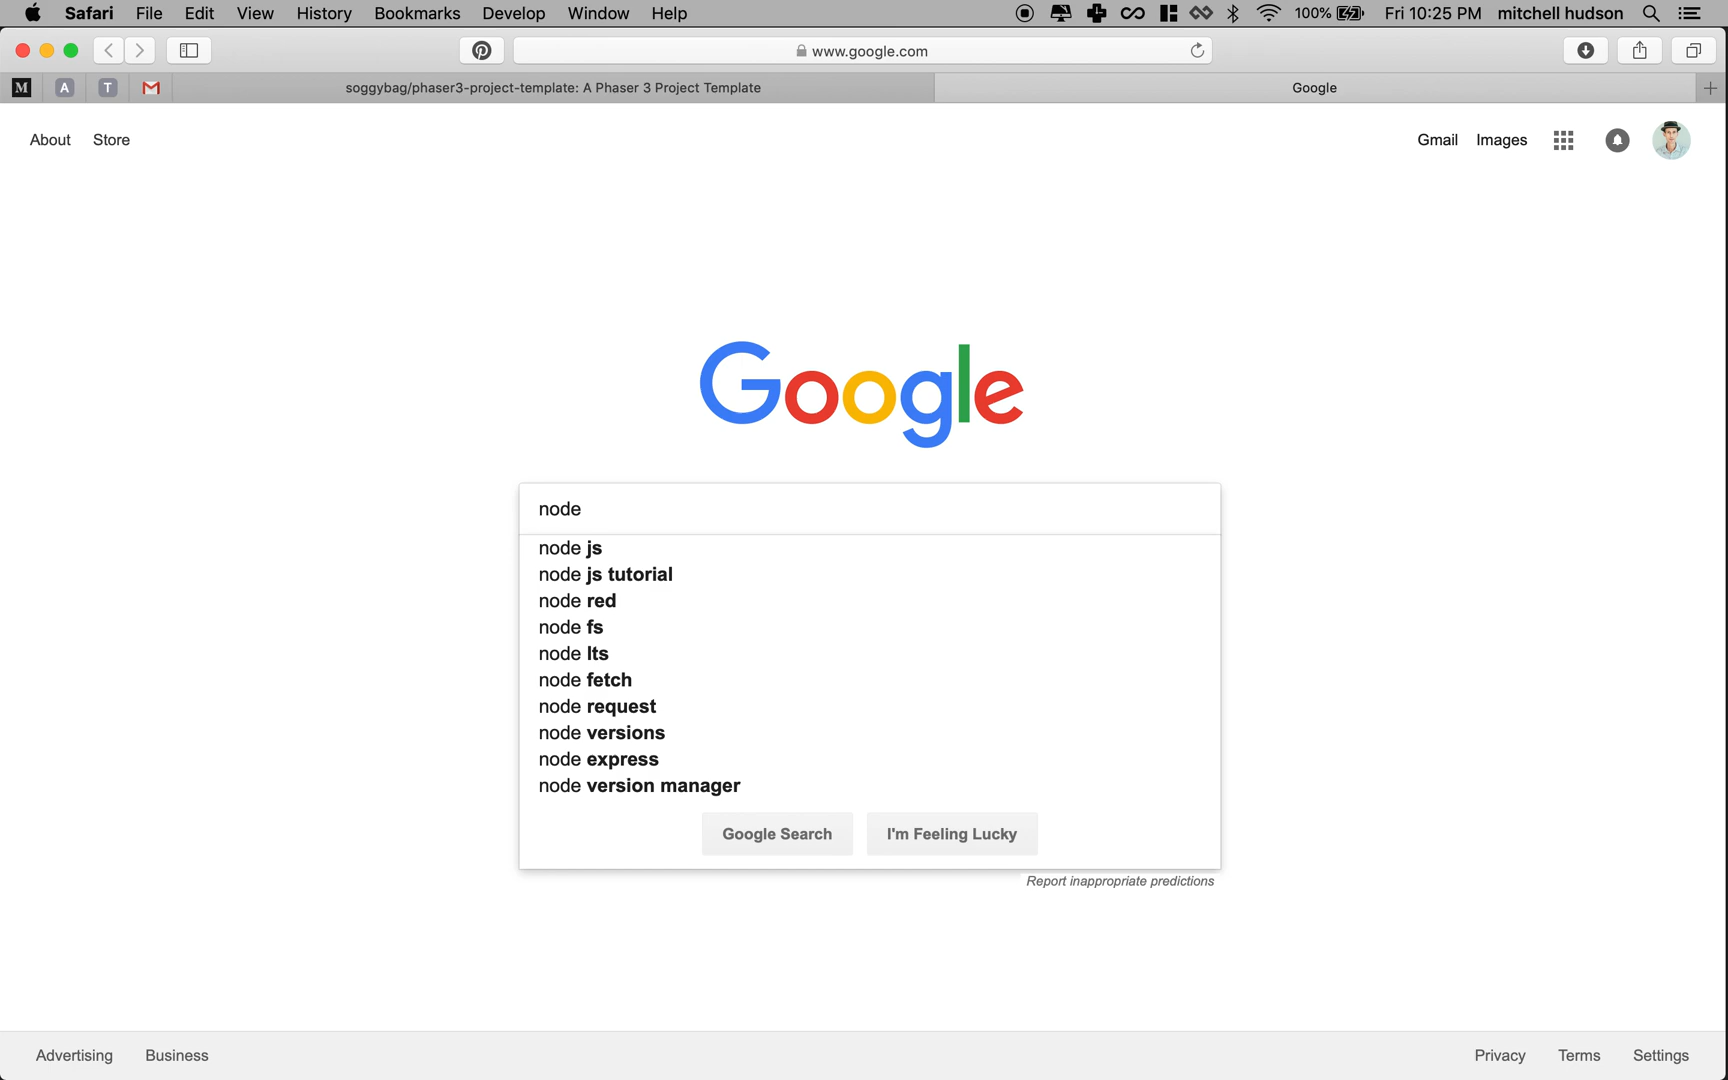 Safari File Edit View History Bookmarks Develop Window Help 100% Fri 10:25 PM mitchell hudson
www.google.com
M A T soggybag/phaser3-project-template: A Phaser 3 Project Template Google
About Store Gmail Images
Google
node
node js
node js tutorial
node red
node fs
node lts
node fetch
node request
node versions
node express
node version manager
Google Search I'm Feeling Lucky
Report inappropriate predictions
Advertising Business Privacy Terms Settings